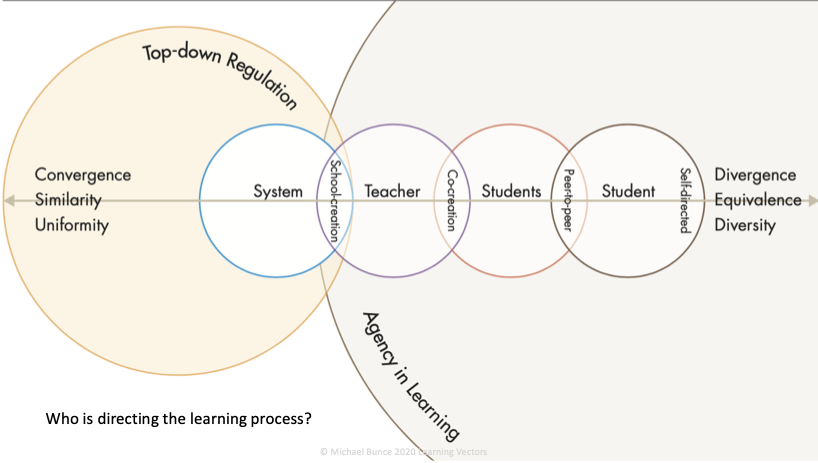 Top-down Regulation
Convergence
Similarity
Uniformity
System
School-creation
Teacher
Co-creation
Students
Peer-to-peer
Student
Self-directed
Divergence
Equivalence
Diversity
Agency in Learning
Who is directing the learning process?
© Michael Bunce 2020 Learning Vectors